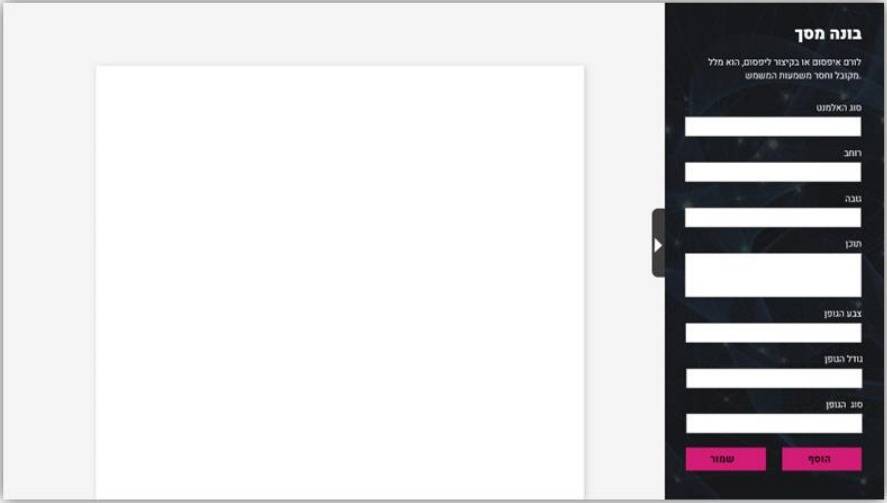 בונה מסך
לורם איפסום או בקיצור ליפסום, הוא מלל
מקובל וחסר משמעות המשמש.
סוג האלמנט
רוחב
גובה
תוכן
צבע הגופן
גודל הגופן
סוג הגופן
הוסף
שמור